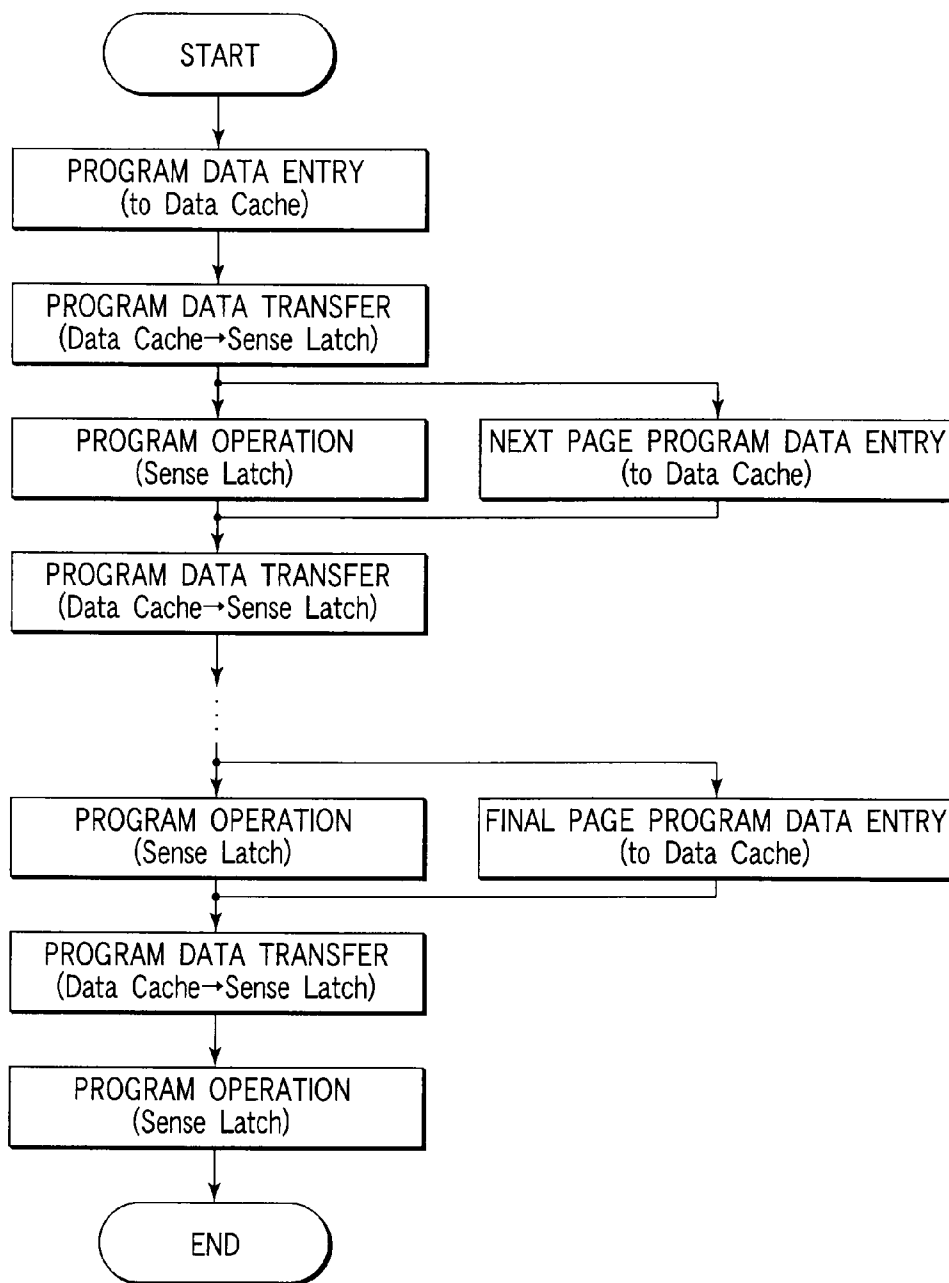 START
PROGRAM DATA ENTRY
(to Data Cache)
PROGRAM DATA TRANSFER
(Data Cache→Sense Latch)
PROGRAM OPERATION
(Sense Latch)
NEXT PAGE PROGRAM DATA ENTRY
(to Data Cache)
PROGRAM DATA TRANSFER
(Data Cache→Sense Latch)
PROGRAM OPERATION
(Sense Latch)
FINAL PAGE PROGRAM DATA ENTRY
(to Data Cache)
PROGRAM DATA TRANSFER
(Data Cache→Sense Latch)
PROGRAM OPERATION
(Sense Latch)
END